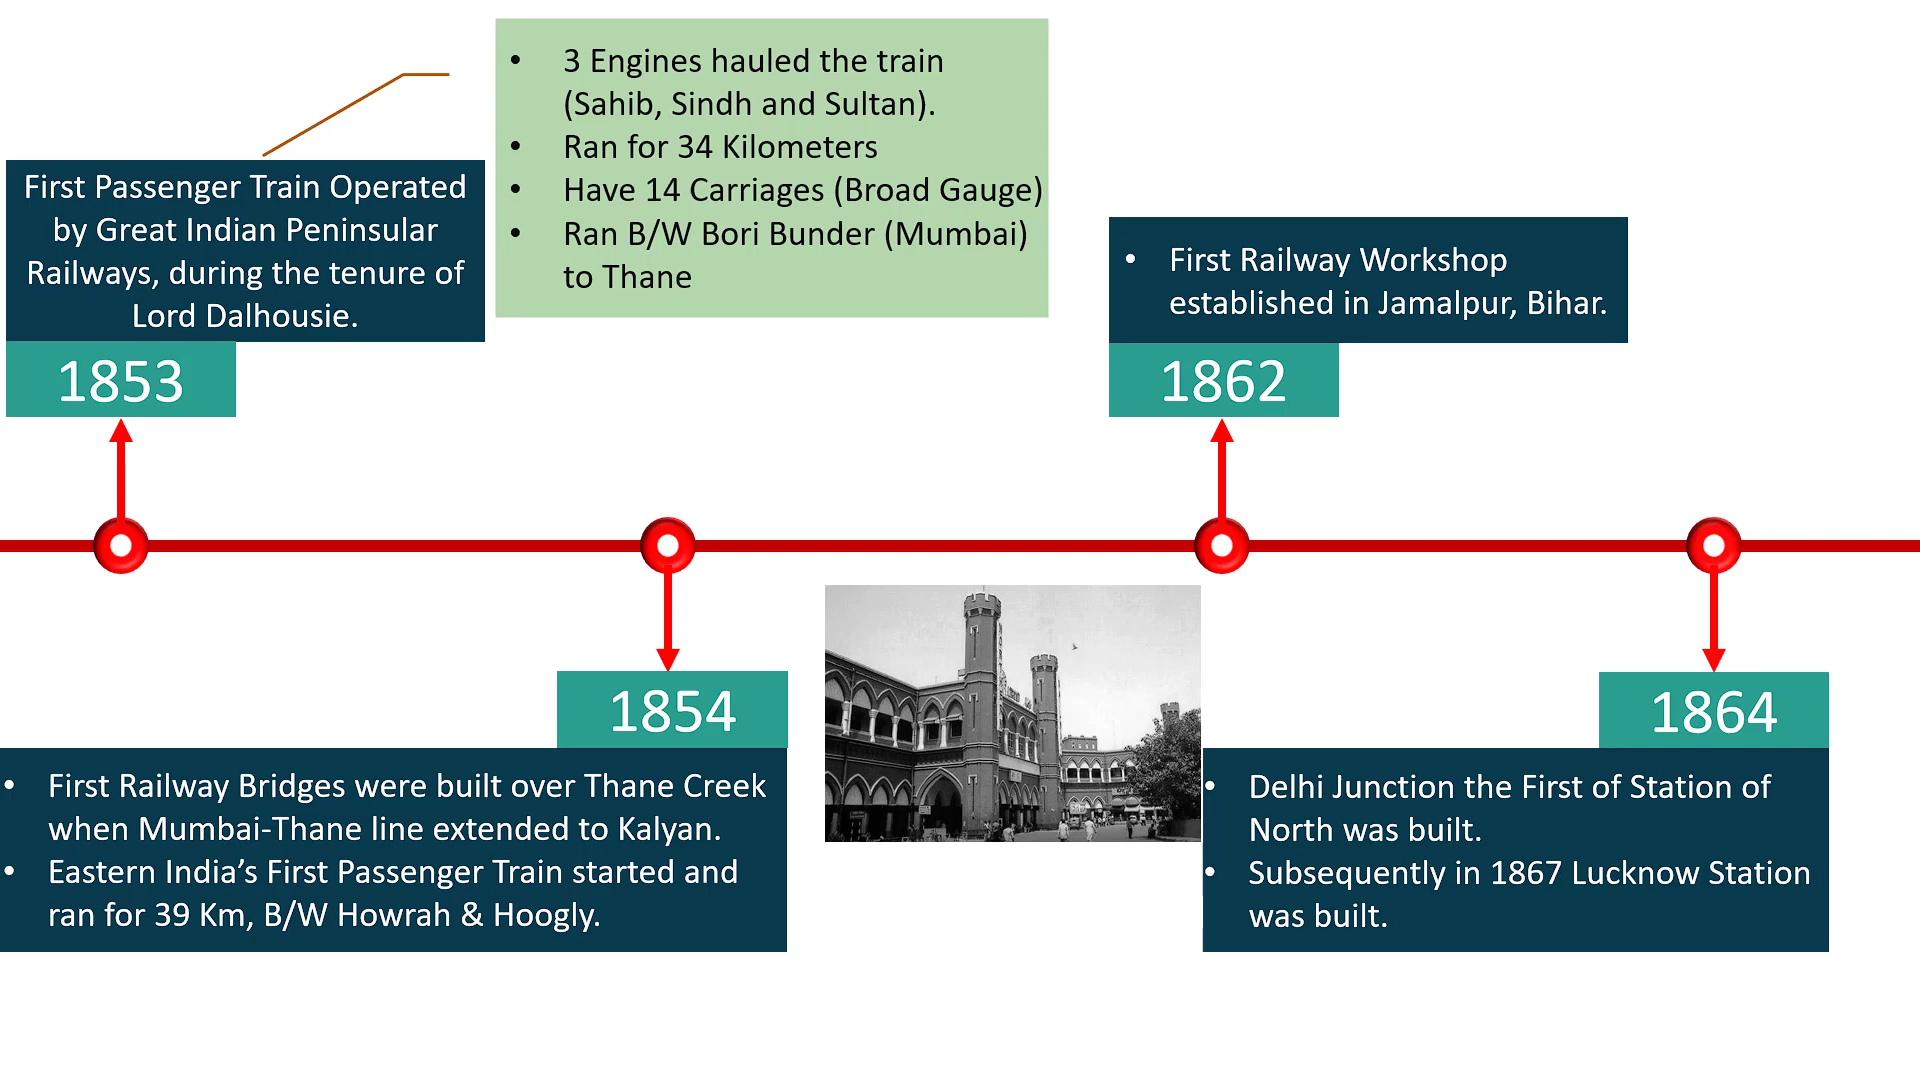 • 3 Engines hauled the train
(Sahib, Sindh and Sultan).
• Ran for 34 Kilometers
• Have 14 Carriages (Broad Gauge)
• Ran B/W Bori Bunder (Mumbai)
to Thane
First Passenger Train Operated
by Great Indian Peninsular
Railways, during the tenure of
Lord Dalhousie.
1853
• First Railway Workshop
established in Jamalpur, Bihar.
1862
1854
• First Railway Bridges were built over Thane Creek
when Mumbai-Thane line extended to Kalyan.
• Eastern India’s First Passenger Train started and
ran for 39 Km, B/W Howrah & Hoogly.
1864
• Delhi Junction the First of Station of
North was built.
• Subsequently in 1867 Lucknow Station
was built.